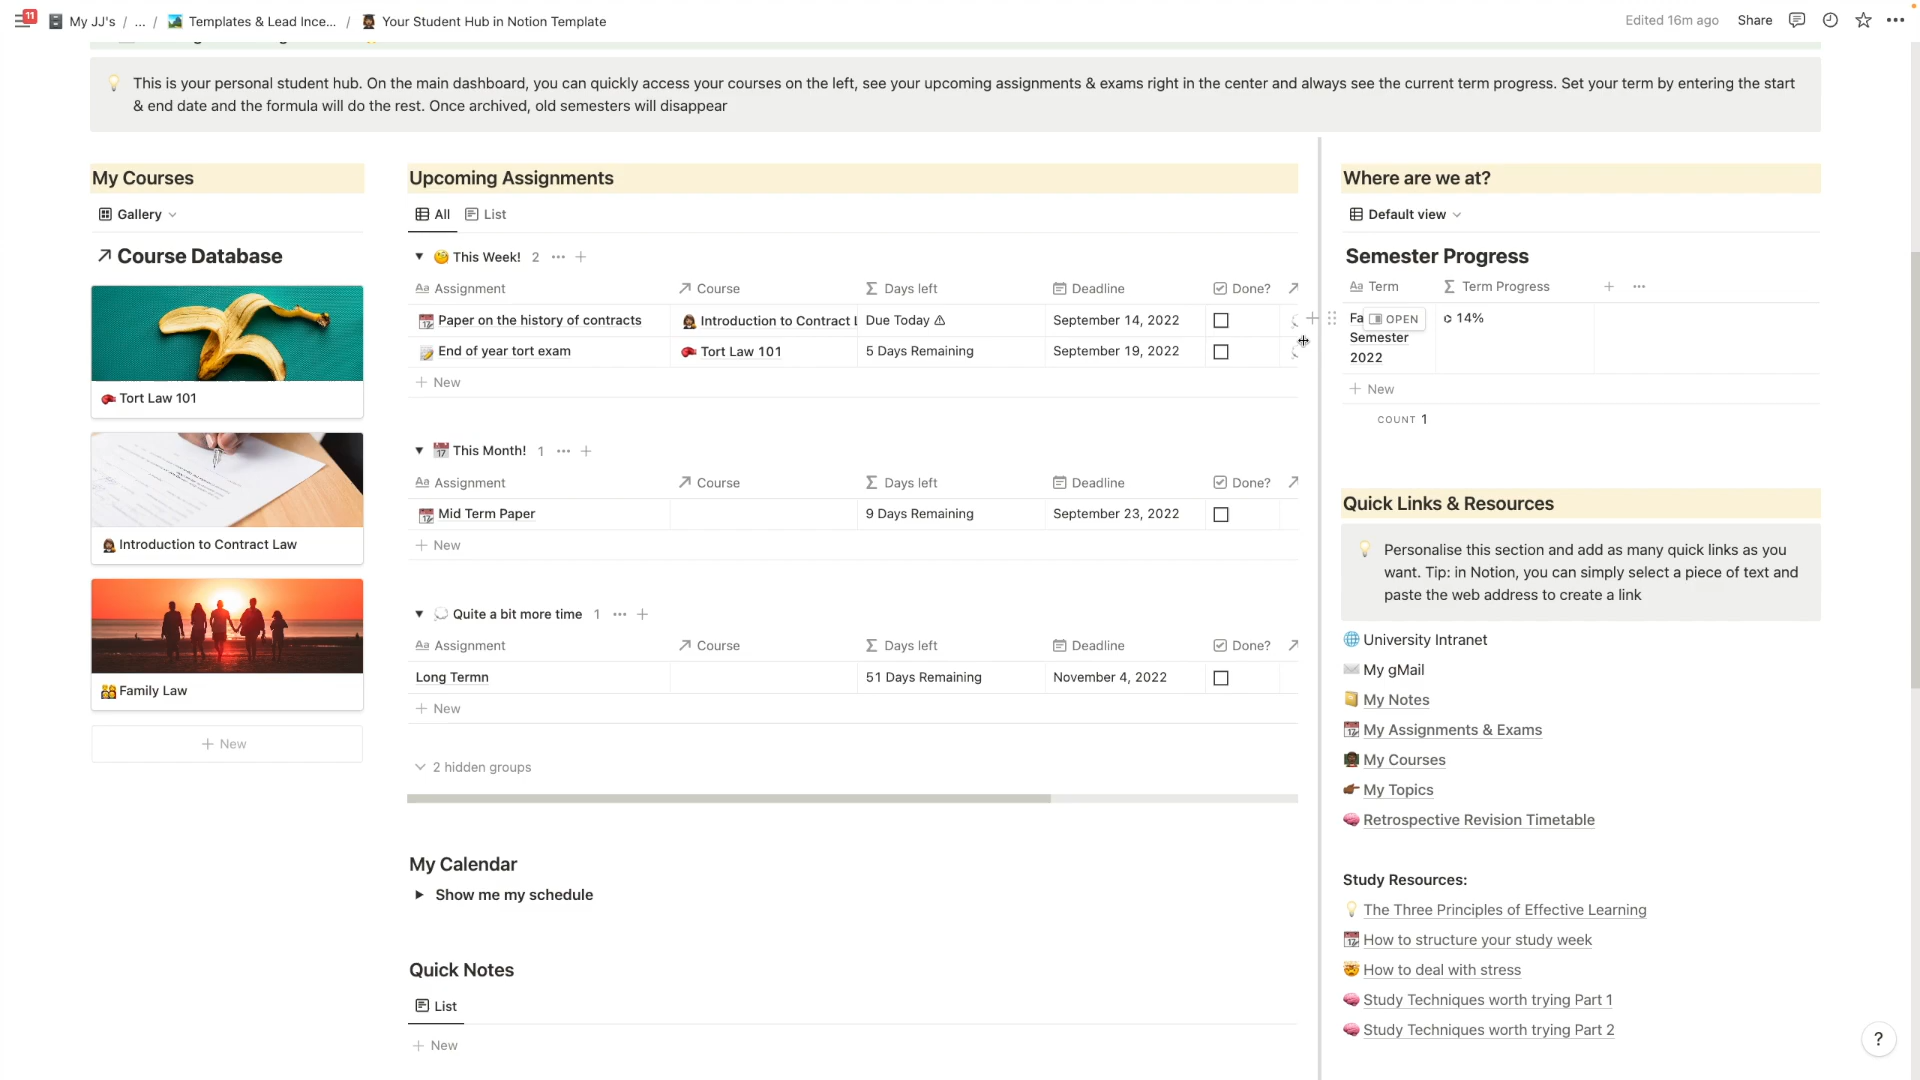 11
My JJ's / ... / Templates & Lead Ince... / Your Student Hub in Notion Template
Edited 16m ago Share
This is your personal student hub. On the main dashboard, you can quickly access your courses on the left, see your upcoming assignments & exams right in the center and always see the current term progress. Set your term by entering the start
& end date and the formula will do the rest. Once archived, old semesters will disappear
My Courses
Gallery
Course Database
Tort Law 101
Introduction to Contract Law
Family Law
New
Upcoming Assignments
All List
This Week! 2
Assignment Course Days left Deadline Done?
Paper on the history of contracts Introduction to Contract L Due Today September 14, 2022
End of year tort exam Tort Law 101 5 Days Remaining September 19, 2022
New
This Month! 1
Assignment Course Days left Deadline Done?
Mid Term Paper 9 Days Remaining September 23, 2022
New
Quite a bit more time 1
Assignment Course Days left Deadline Done?
Long Termn 51 Days Remaining November 4, 2022
New
2 hidden groups
My Calendar
Show me my schedule
Quick Notes
List
New
Where are we at?
Default view
Semester Progress
Aa Term Σ Term Progress
Fa OPEN 14%
Semester
2022
New
COUNT 1
Quick Links & Resources
Personalise this section and add as many quick links as you
want. Tip: in Notion, you can simply select a piece of text and
paste the web address to create a link
University Intranet
My gMail
My Notes
My Assignments & Exams
My Courses
My Topics
Retrospective Revision Timetable
Study Resources:
The Three Principles of Effective Learning
How to structure your study week
How to deal with stress
Study Techniques worth trying Part 1
Study Techniques worth trying Part 2
?